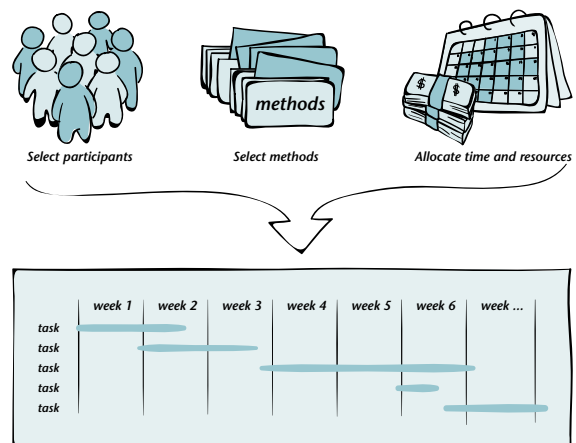 methods
$ $
Select participants
Select methods
Allocate time and resources
week 1 week 2 week 3 week 4 week 5 week 6 week ...
task
task
task
task
task